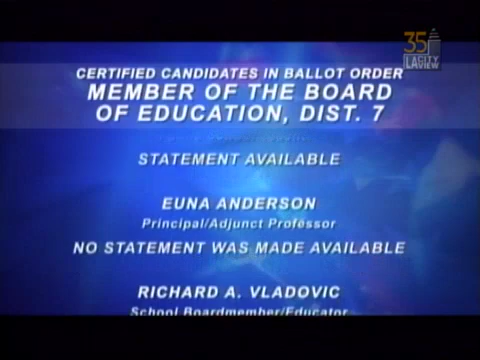 35
LA CITY
VIEW
CERTIFIED CANDIDATES IN BALLOT ORDER
MEMBER OF THE BOARD
OF EDUCATION, DIST. 7
STATEMENT AVAILABLE
EUNA ANDERSON
Principal/Adjunct Professor
NO STATEMENT WAS MADE AVAILABLE
RICHARD A. VLADOVIC
School Boardmember/Educator